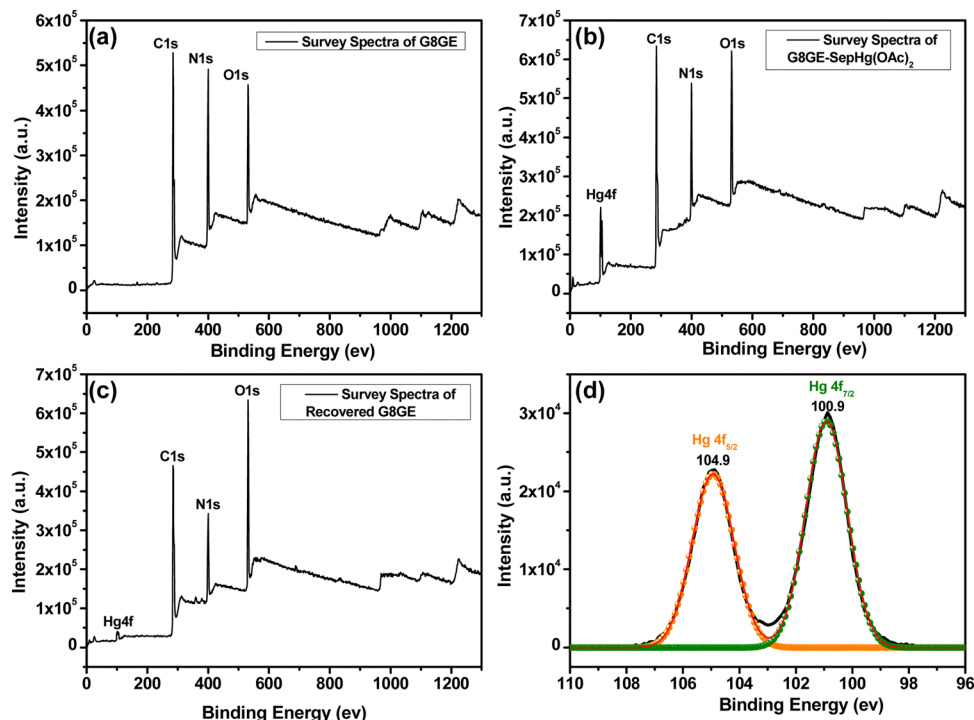 (a)
Survey Spectra of G8GE
C1s
N1s
O1s
6x10⁵
5x10⁵
4x10⁵
3x10⁵
2x10⁵
1x10⁵
0
Intensity (a.u.)
0 200 400 600 800 1000 1200
Binding Energy (ev)
(b)
Survey Spectra of
G8GE-SepHg(OAc)₂
C1s
O1s
N1s
Hg4f
7x10⁵
6x10⁵
5x10⁵
4x10⁵
3x10⁵
2x10⁵
1x10⁵
0
Intensity (a.u.)
0 200 400 600 800 1000 1200
Binding Energy (ev)
(c)
Survey Spectra of
Recovered G8GE
O1s
C1s
N1s
Hg4f
7x10⁵
6x10⁵
5x10⁵
4x10⁵
3x10⁵
2x10⁵
1x10⁵
0
Intensity (a.u.)
0 200 400 600 800 1000 1200
Binding Energy (ev)
(d)
Hg 4f₇/₂
100.9
Hg 4f₅/₂
104.9
3x10⁴
2x10⁴
1x10⁴
0
Intensity (a.u.)
110 108 106 104 102 100 98 96
Binding Energy (ev)